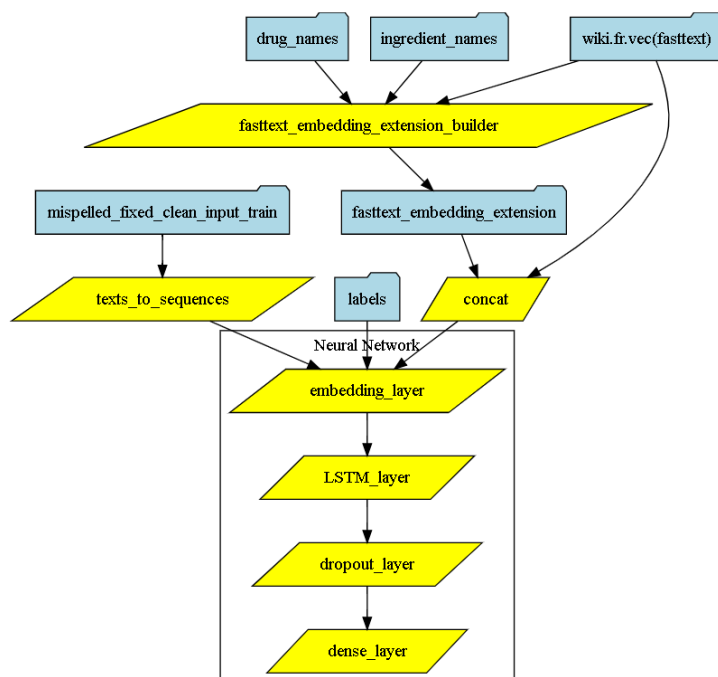 drug_names
ingredient_names
wiki.fr.vec(fasttext)
fasttext_embedding_extension_builder
mispelled_fixed_clean_input_train
fasttext_embedding_extension
texts_to_sequences
labels
concat
Neural Network
embedding_layer
LSTM_layer
dropout_layer
dense_layer